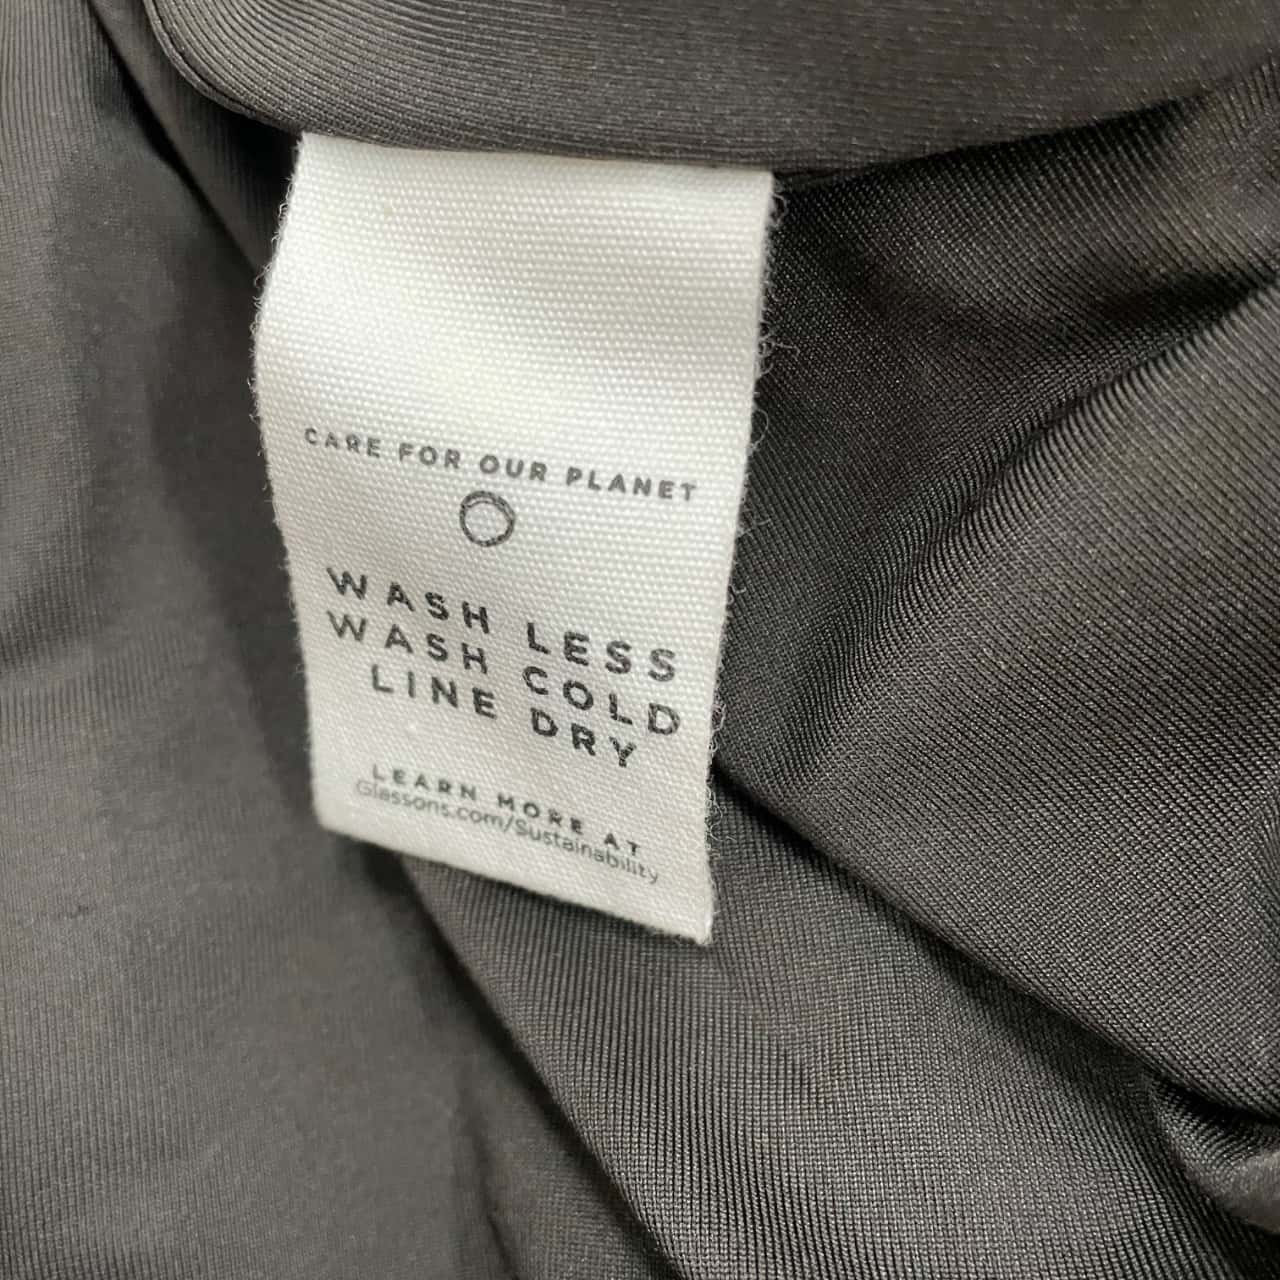 CARE FOR OUR PLANET
WASH LESS
WASH COLD
LINE DRY
LEARN MORE AT
Glassons.com/Sustainability